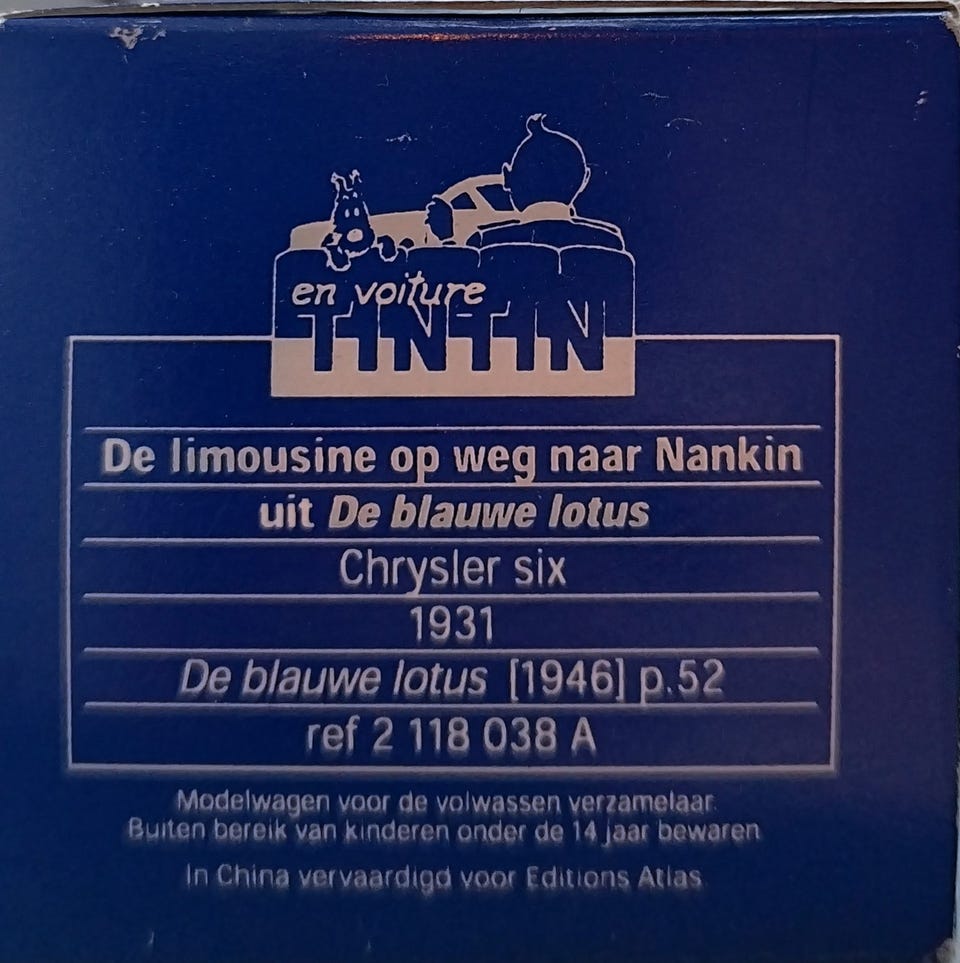 en voiture
TINTIN
De limousine op weg naar Nankin
uit De blauwe lotus
Chrysler six
1931
De blauwe lotus [1946] p.52
ref 2 118 038 A
Modelwagen voor de volwassen verzamelaar.
Buiten bereik van kinderen onder de 14 jaar bewaren
In China vervaardigd voor Editions Atlas